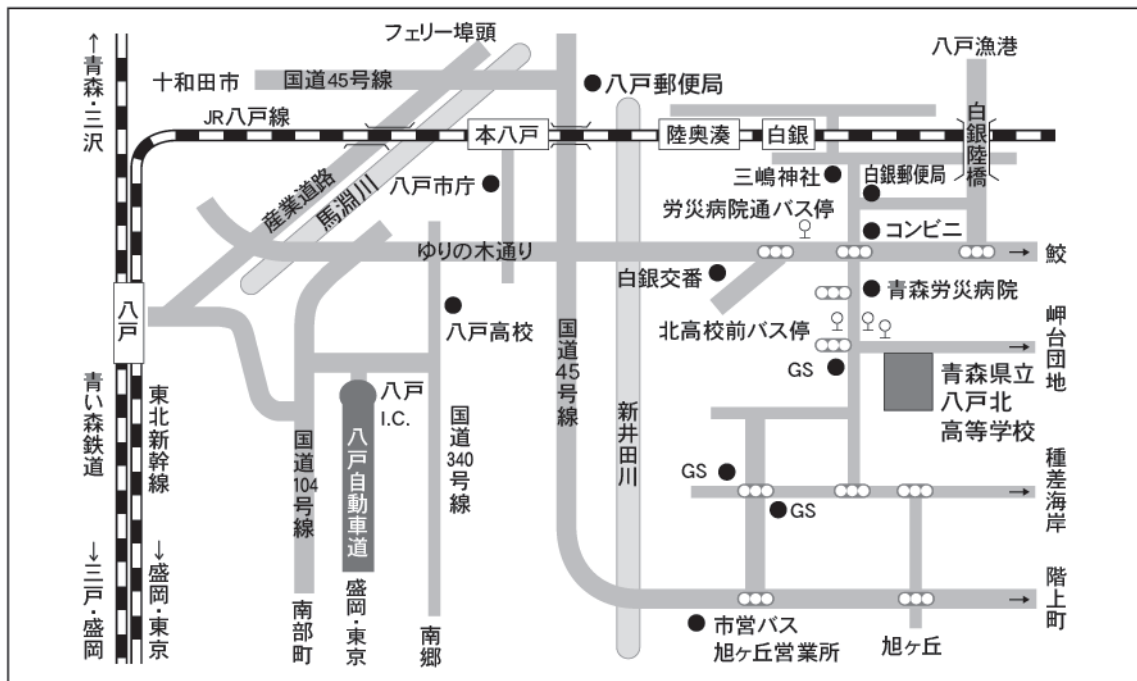 フェリー埠頭
八戸漁港
←青森・三沢
十和田市
国道45号線
八戸郵便局
JR八戸線
本八戸
陸奥湊
白銀
白銀陸橋
三嶋神社
白銀郵便局
八戸市庁
産業道路
馬淵川
労災病院通バス停
コンビニ
ゆりの木通り
→鮫
白銀交番
青森労災病院
八戸
八戸高校
北高校前バス停
→岬台団地
国道45号線
GS
青森県立
八戸北
高等学校
八戸
I.C.
青い森鉄道
東北新幹線
国道104号線
八戸自動車道
国道340号線
新井田川
GS
GS
→種差海岸
→階上町
←三戸・盛岡
←盛岡・東京
南部町
盛岡・東京
南郷
市営バス
旭ヶ丘営業所
旭ヶ丘